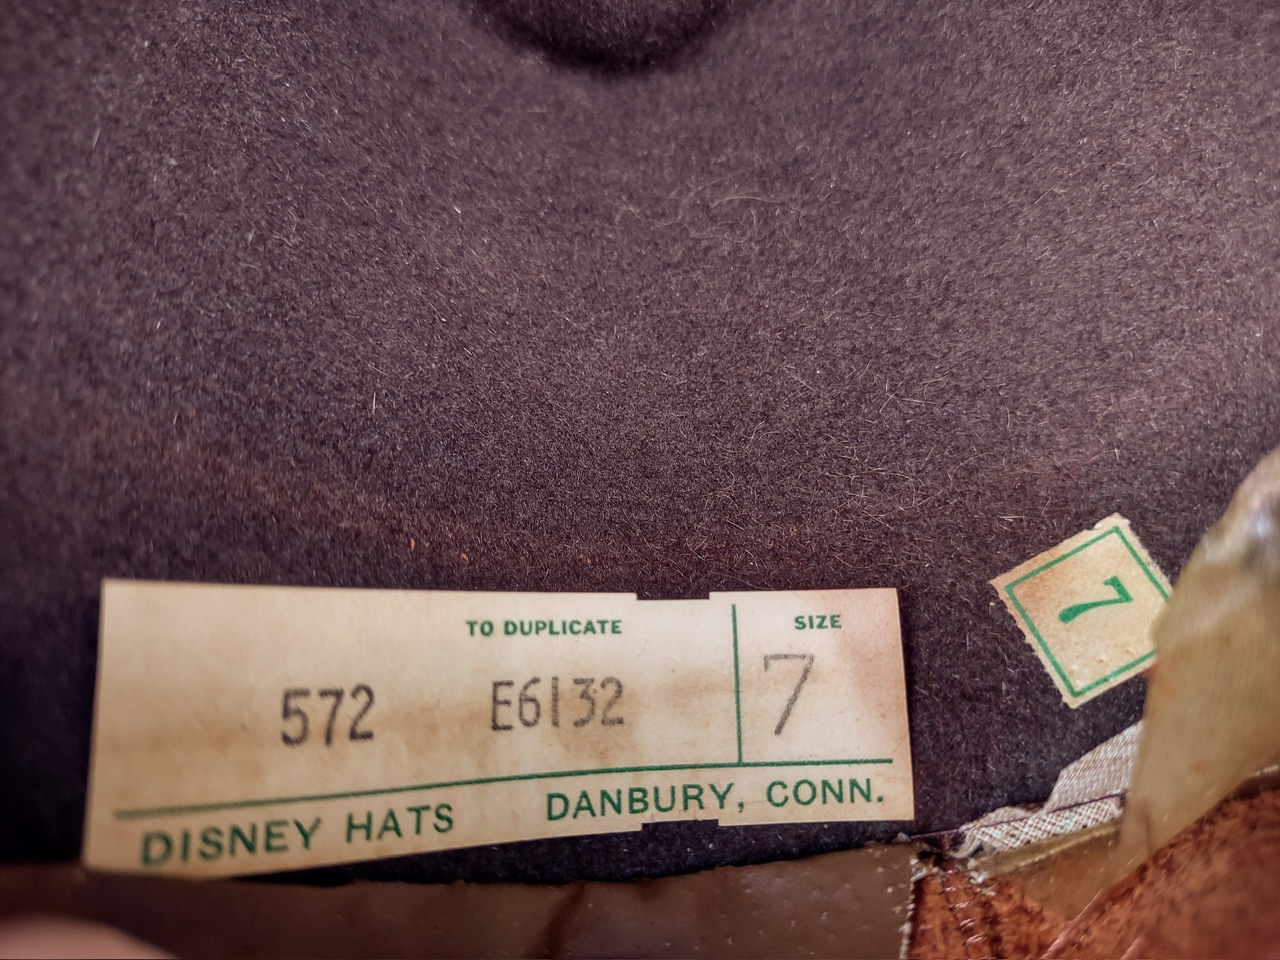 TO DUPLICATE
SIZE
572 E6132 7
DISNEY HATS DANBURY, CONN.
7